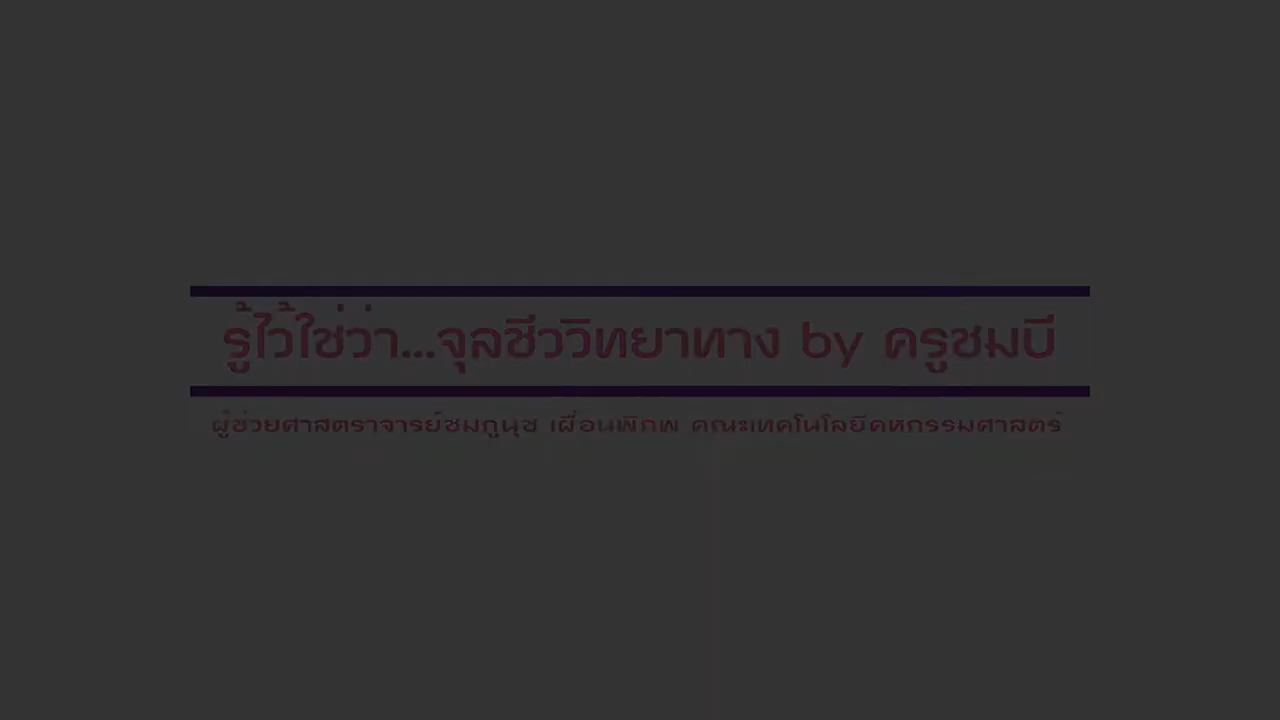 รู้ไว้ใช่ว่า...จุลชีววิทยาทาง by ครูชมบี
ผู้ช่วยศาสตราจารย์ชมภูนุช เผื่อนพิภพ คณะเทคโนโลยีคหกรรมศาสตร์